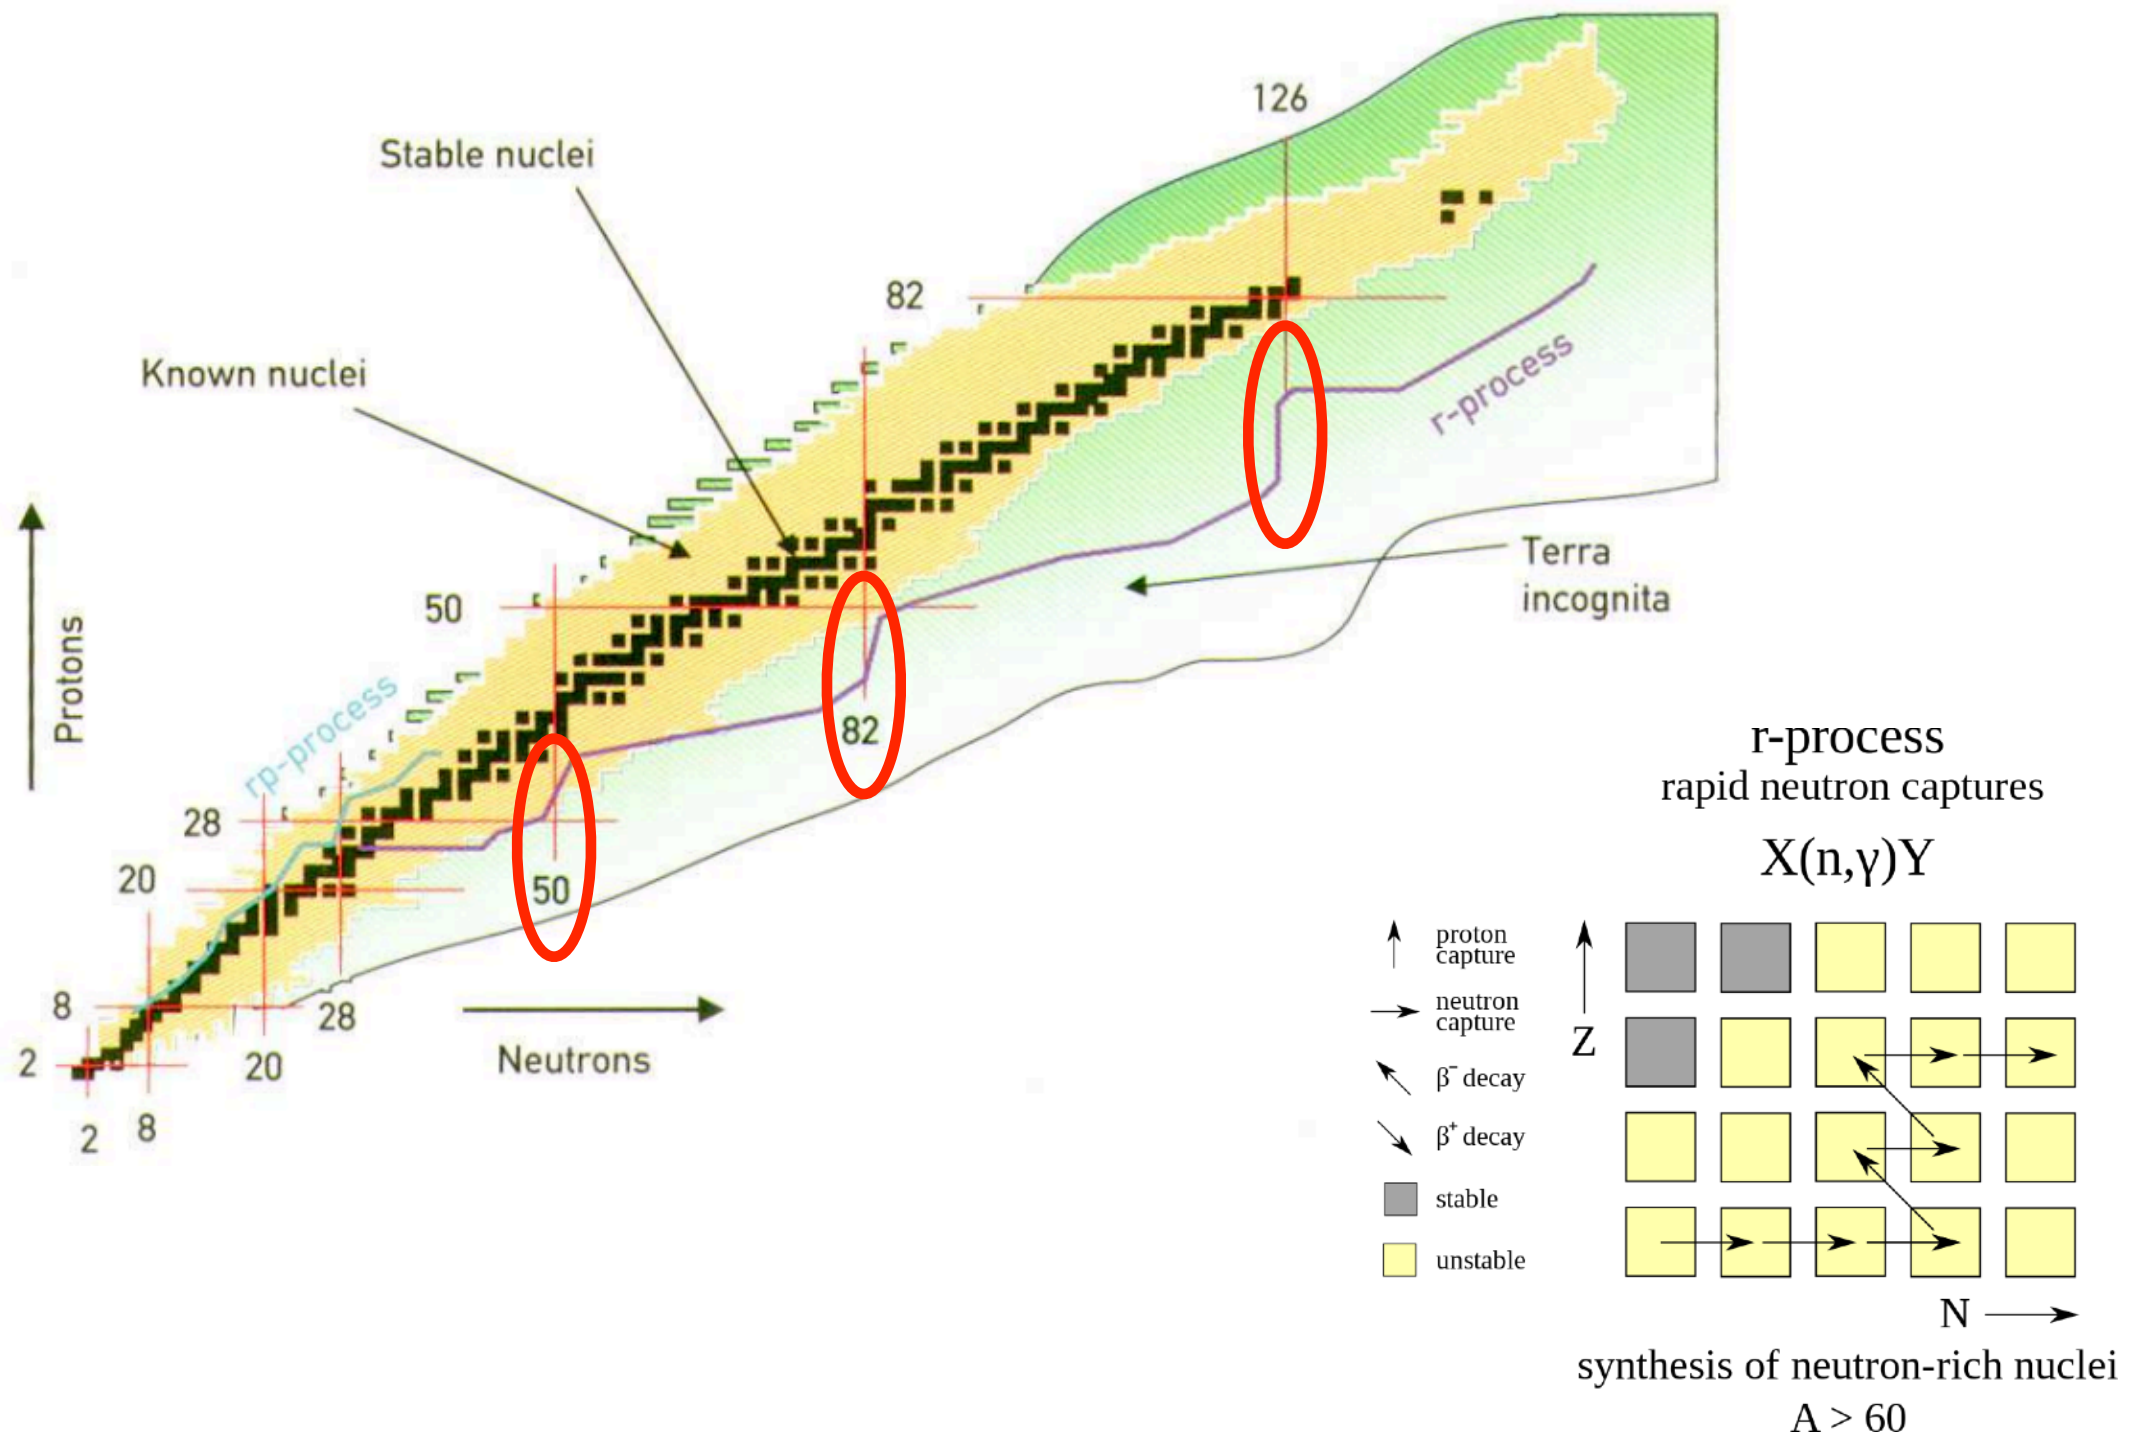 126
Stable nuclei
82
Known nuclei
r-process
Terra
incognita
50
Protons
82
rp-process
28
50
20
8
28
Neutrons
2
20
8
2
r-process
rapid neutron captures
X(n,γ)Y
proton
capture
neutron
capture
β⁻ decay
β⁺ decay
stable
unstable
Z
N
synthesis of neutron-rich nuclei
A > 60